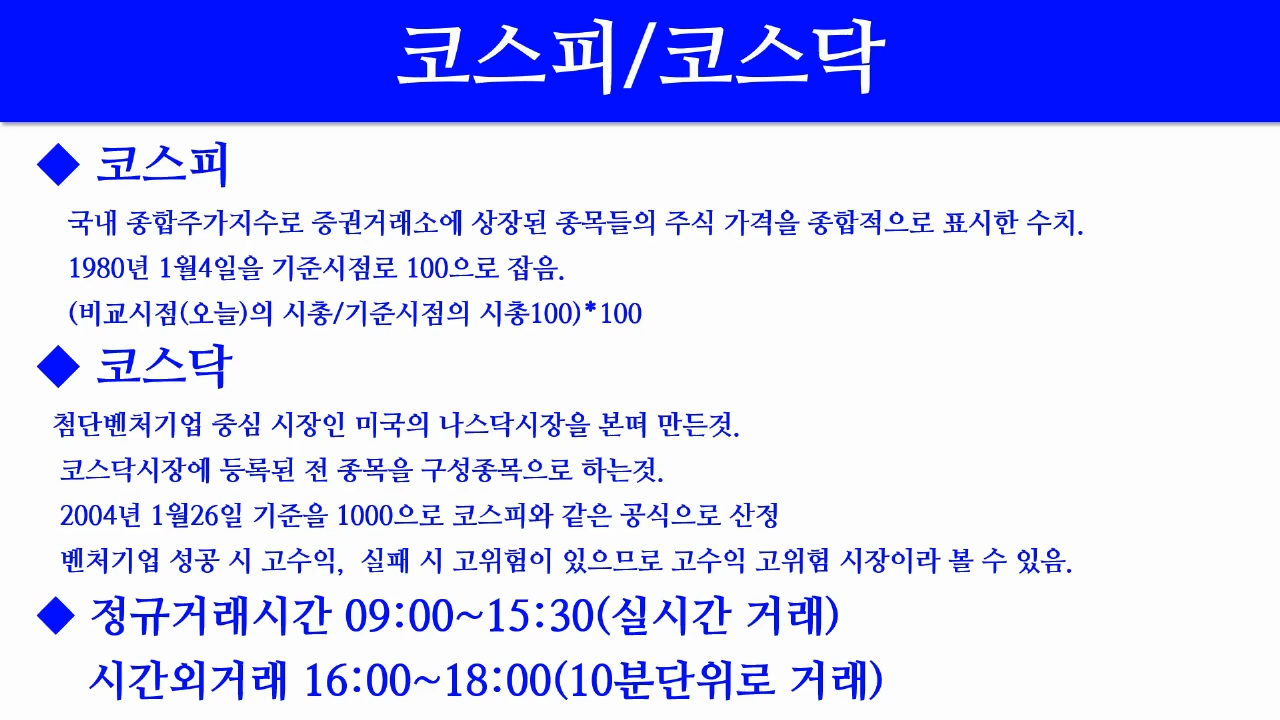 코스피/코스닥
◆ 코스피
국내 종합주가지수로 증권거래소에 상장된 종목들의 주식 가격을 종합적으로 표시한 수치.
1980년 1월4일을 기준시점로 100으로 잡음.
(비교시점(오늘)의 시총/기준시점의 시총100)*100
◆ 코스닥
첨단벤처기업 중심 시장인 미국의 나스닥시장을 본떠 만든것.
코스닥시장에 등록된 전 종목을 구성종목으로 하는것.
2004년 1월26일 기준을 1000으로 코스피와 같은 공식으로 산정
벤처기업 성공 시 고수익, 실패 시 고위험이 있으므로 고수익 고위험 시장이라 볼 수 있음.
◆ 정규거래시간 09:00~15:30(실시간 거래)
시간외거래 16:00~18:00(10분단위로 거래)